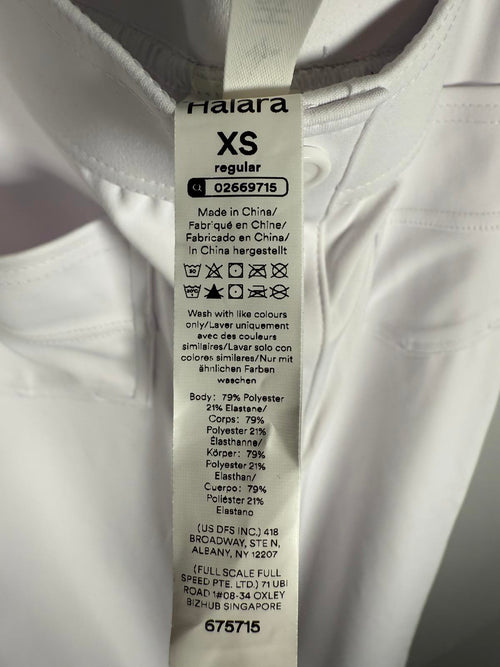 Halara
XS
regular
02669715
Made in China/
Fabriqué en Chine/
Fabricado en China/
In China hergestellt
30
30°C
Wash with like colours
only/Laver uniquement
avec des couleurs
similaires/Lavar solo con
colores similares/Nur mit
ähnlichen Farben
waschen
Body: 79% Polyester
21% Elastane/
Corps: 79%
Polyester 21%
Élasthanne/
Körper: 79%
Polyester 21%
Elasthan/
Cuerpo: 79%
Poliéster 21%
Elastano
(US DFS INC.) 418
BROADWAY, STE N,
ALBANY, NY 12207
(FULL SCALE FULL
SPEED PTE. LTD.) 71 UBI
ROAD 1#08-34 OXLEY
BIZHUB SINGAPORE
675715